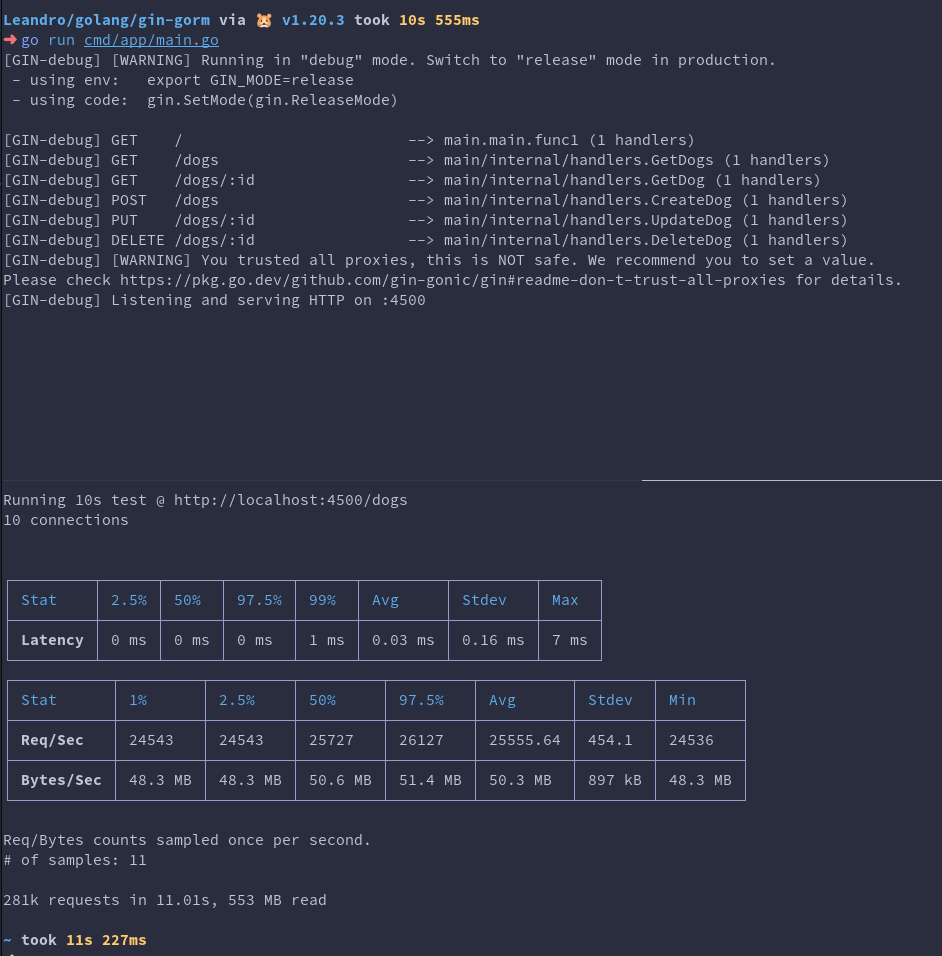 Leandro/golang/gin-gorm via 🐹 v1.20.3 took 10s 555ms
➜ go run cmd/app/main.go
[GIN-debug] [WARNING] Running in "debug" mode. Switch to "release" mode in production.
 - using env:   export GIN_MODE=release
 - using code:  gin.SetMode(gin.ReleaseMode)
[GIN-debug] GET    /                         --> main.main.func1 (1 handlers)
[GIN-debug] GET    /dogs                     --> main/internal/handlers.GetDogs (1 handlers)
[GIN-debug] GET    /dogs/:id                 --> main/internal/handlers.GetDog (1 handlers)
[GIN-debug] POST   /dogs                     --> main/internal/handlers.CreateDog (1 handlers)
[GIN-debug] PUT    /dogs/:id                 --> main/internal/handlers.UpdateDog (1 handlers)
[GIN-debug] DELETE /dogs/:id                 --> main/internal/handlers.DeleteDog (1 handlers)
[GIN-debug] [WARNING] You trusted all proxies, this is NOT safe. We recommend you to set a value.
Please check https://pkg.go.dev/github.com/gin-gonic/gin#readme-don-t-trust-all-proxies for details.
[GIN-debug] Listening and serving HTTP on :4500
Running 10s test @ http://localhost:4500/dogs
10 connections
Stat 2.5% 50% 97.5% 99% Avg Stdev Max
Latency 0 ms 0 ms 0 ms 1 ms 0.03 ms 0.16 ms 7 ms
Stat 1% 2.5% 50% 97.5% Avg Stdev Min
Req/Sec 24543 24543 25727 26127 25555.64 454.1 24536
Bytes/Sec 48.3 MB 48.3 MB 50.6 MB 51.4 MB 50.3 MB 897 kB 48.3 MB
Req/Bytes counts sampled once per second.
# of samples: 11
281k requests in 11.01s, 553 MB read
~ took 11s 227ms